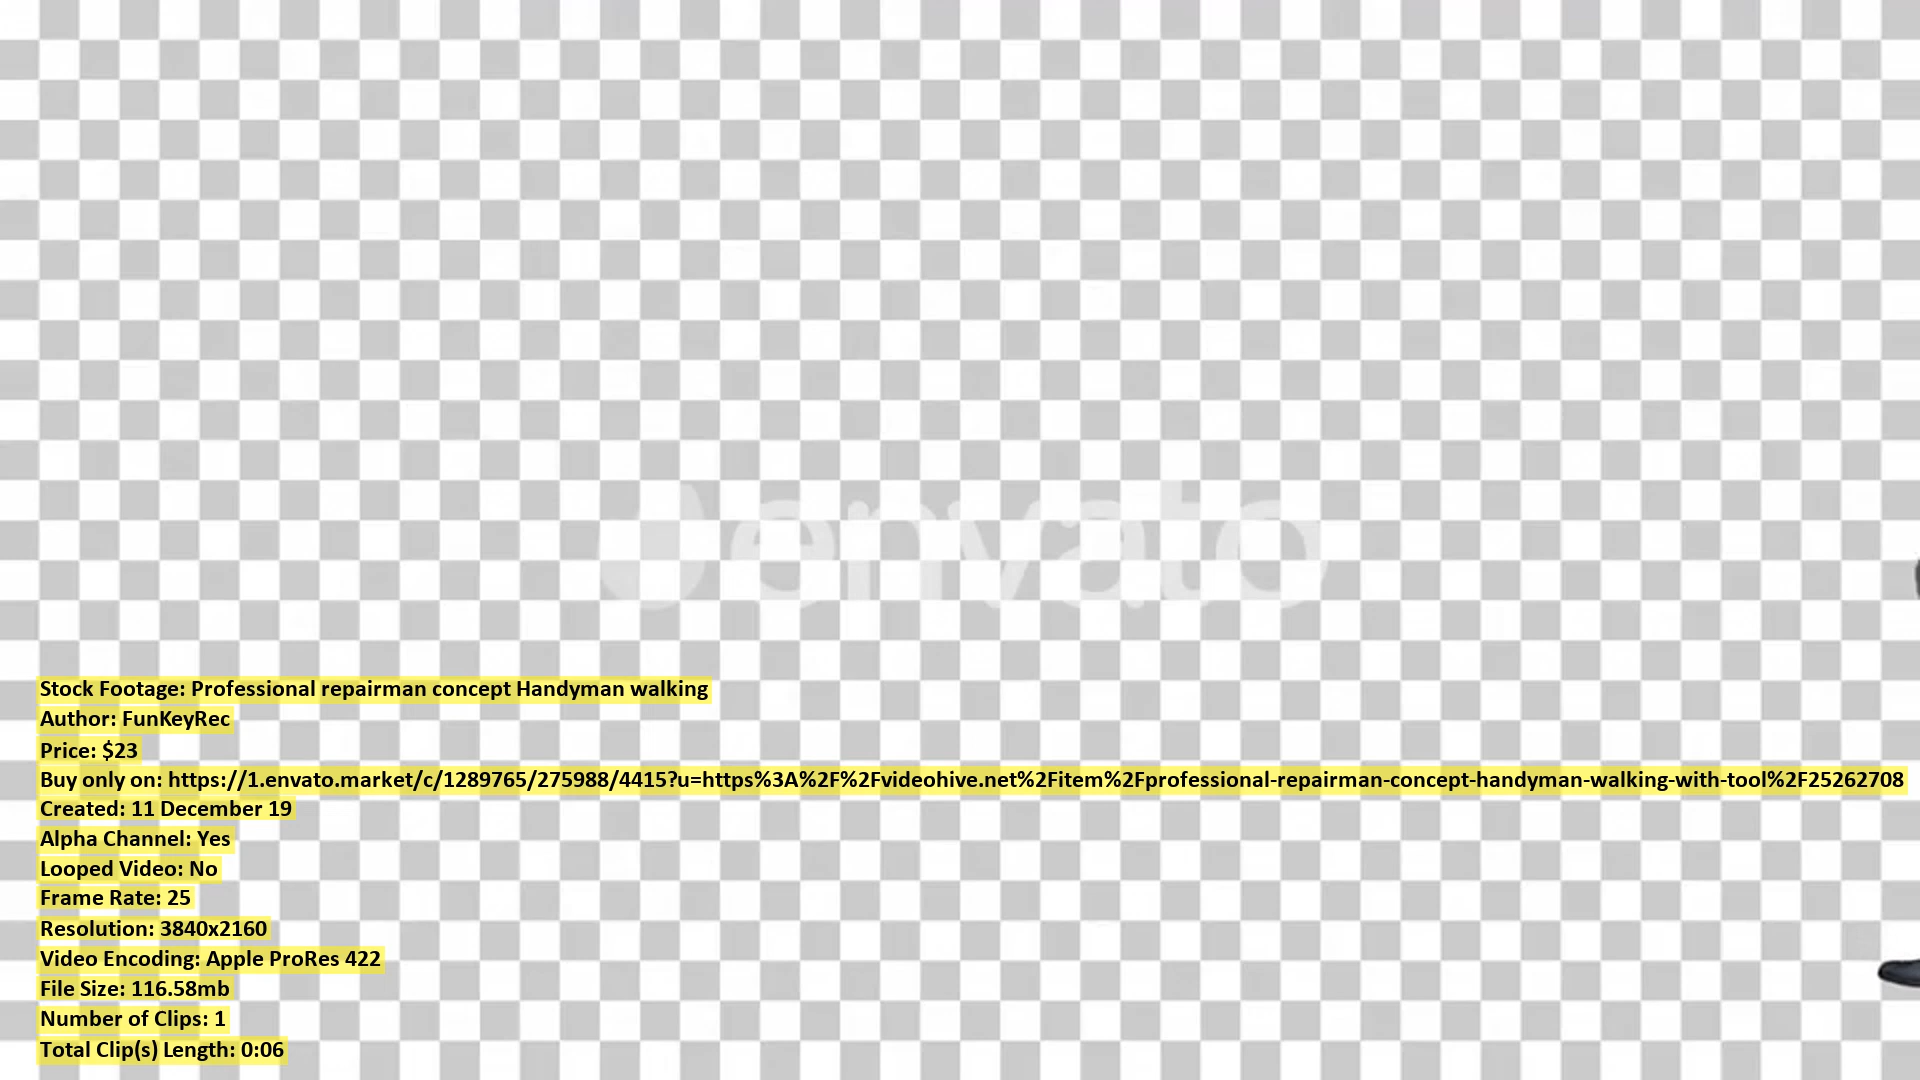 envato
Stock Footage: Professional repairman concept Handyman walking
Author: FunKeyRec
Price: $23
Buy only on: https://1.envato.market/c/1289765/275988/4415?u=https%3A%2F%2Fvideohive.net%2Fitem%2Fprofessional-repairman-concept-handyman-walking-with-tool%2F25262708
Created: 11 December 19
Alpha Channel: Yes
Looped Video: No
Frame Rate: 25
Resolution: 3840x2160
Video Encoding: Apple ProRes 422
File Size: 116.58mb
Number of Clips: 1
Total Clip(s) Length: 0:06